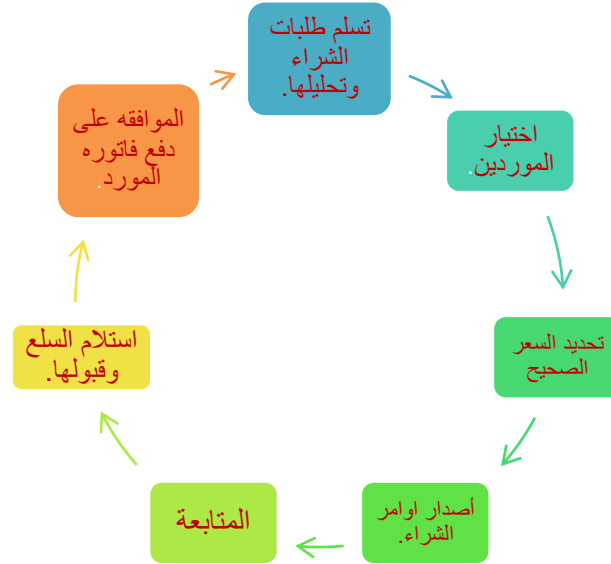 تسلم طلبات
الشراء
وتحليلها.
اختيار
الموردين.
تحديد السعر
الصحيح
أصدار اوامر
الشراء.
المتابعة
استلام السلع
وقبولها.
الموافقه على
دفع فاتوره
المورد.